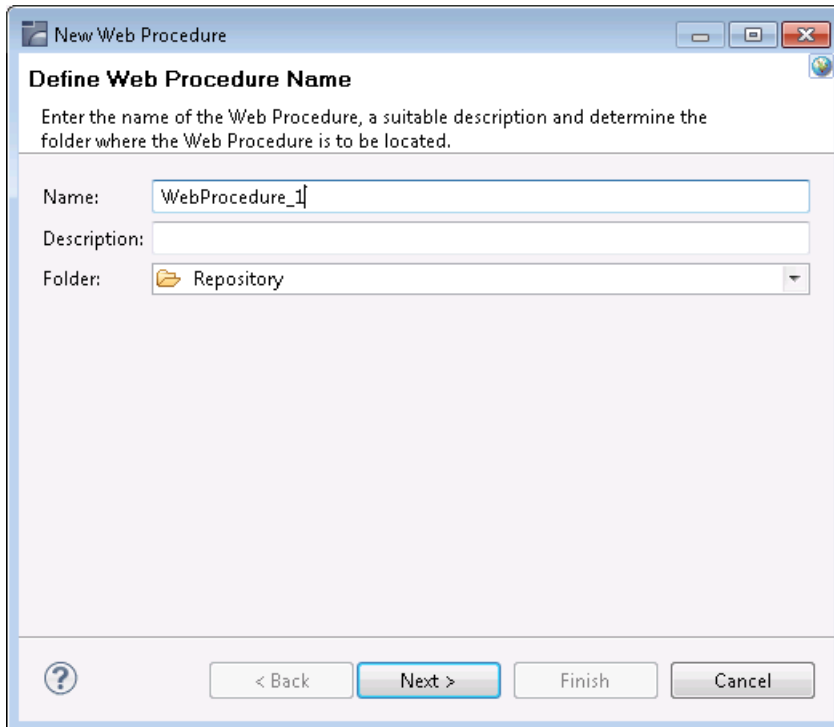 New Web Procedure
Define Web Procedure Name
Enter the name of the Web Procedure, a suitable description and determine the
folder where the Web Procedure is to be located.
Name: WebProcedure_1
Description:
Folder: Repository
? < Back Next > Finish Cancel